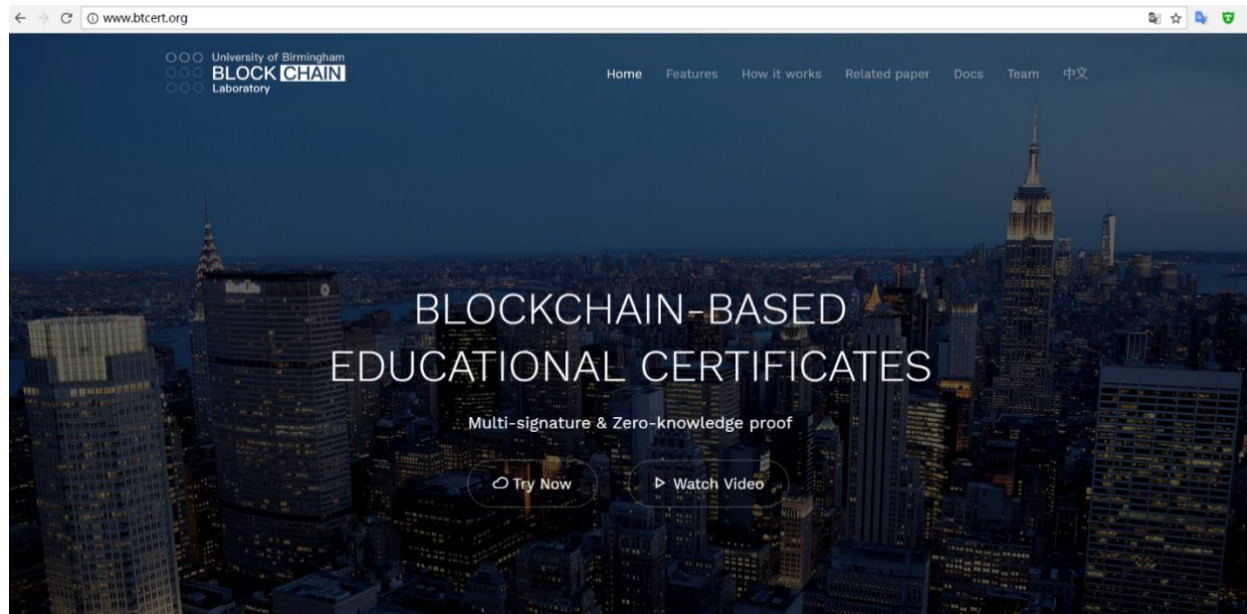 www.btcert.org
University of Birmingham
BLOCK CHAIN
Laboratory
Home Features How it works Related paper Docs Team 中文
MetLife
BLOCKCHAIN-BASED
EDUCATIONAL CERTIFICATES
Multi-signature & Zero-knowledge proof
Try Now Watch Video